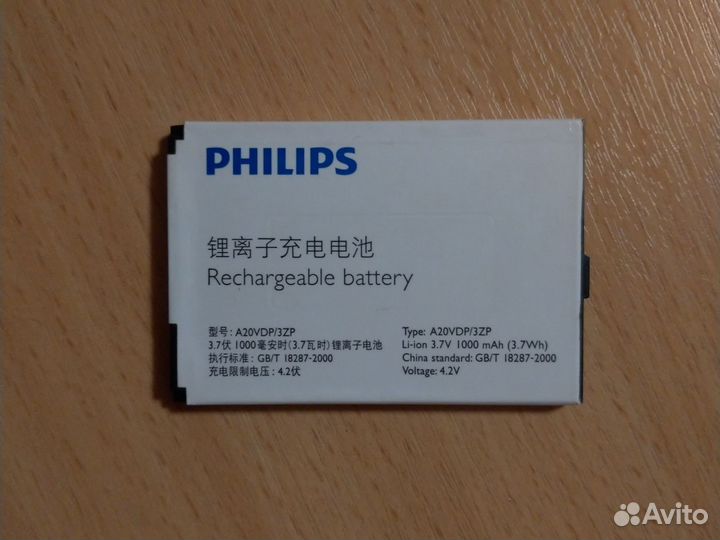 PHILIPS
锂离子充电电池
Rechargeable battery
型号: A20VDP/3ZP
3.7伏 1000毫安时(3.7瓦时)锂离子电池
执行标准: GB/T 18287-2000
充电限制电压: 4.2伏
Type: A20VDP/3ZP
Li-ion 3.7V 1000 mAh (3.7Wh)
China standard: GB/T 18287-2000
Voltage: 4.2V
Avito